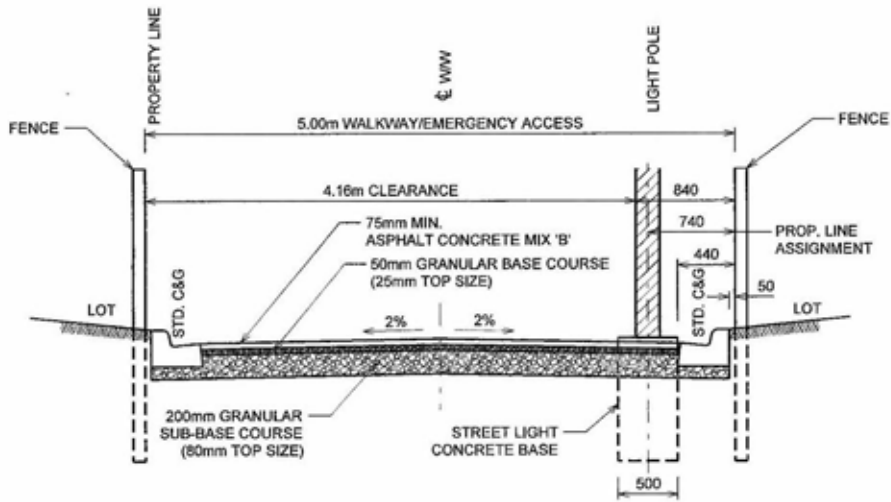 PROPERTY LINE
℄ W/W
LIGHT POLE
FENCE
5.00m WALKWAY/EMERGENCY ACCESS
FENCE
4.16m CLEARANCE
840
75mm MIN.
ASPHALT CONCRETE MIX 'B'
740
PROP. LINE
ASSIGNMENT
50mm GRANULAR BASE COURSE
(25mm TOP SIZE)
440
STD. C&G
STD. C&G
50
LOT
2%
2%
LOT
200mm GRANULAR
SUB-BASE COURSE
(80mm TOP SIZE)
STREET LIGHT
CONCRETE BASE
500